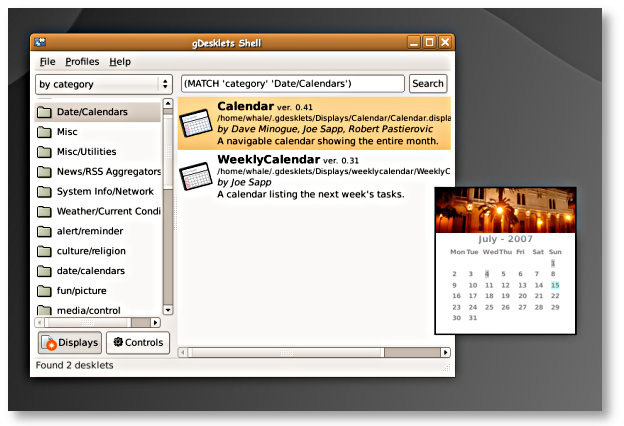 gDesklets Shell
File Profiles Help
by category
(MATCH 'category' 'Date/Calendars')
Search
Date/Calendars
Misc
Misc/Utilities
News/RSS Aggregators
System Info/Network
Weather/Current Condi
alert/reminder
culture/religion
date/calendars
fun/picture
media/control
Calendar ver. 0.41
/home/whale/.gdesklets/Displays/Calendar/Calendar.displa
by Dave Minogue, Joe Sapp, Robert Pastierovic
A navigable calendar showing the entire month.
WeeklyCalendar ver. 0.31
/home/whale/.gdesklets/Displays/weeklycalendar/WeeklyC
by Joe Sapp
A calendar listing the next week's tasks.
Displays
Controls
Found 2 desklets
July - 2007
Mon Tue Wed Thu Fri Sat Sun
1
2 3 4 5 6 7 8
9 10 11 12 13 14 15
16 17 18 19 20 21 22
23 24 25 26 27 28 29
30 31